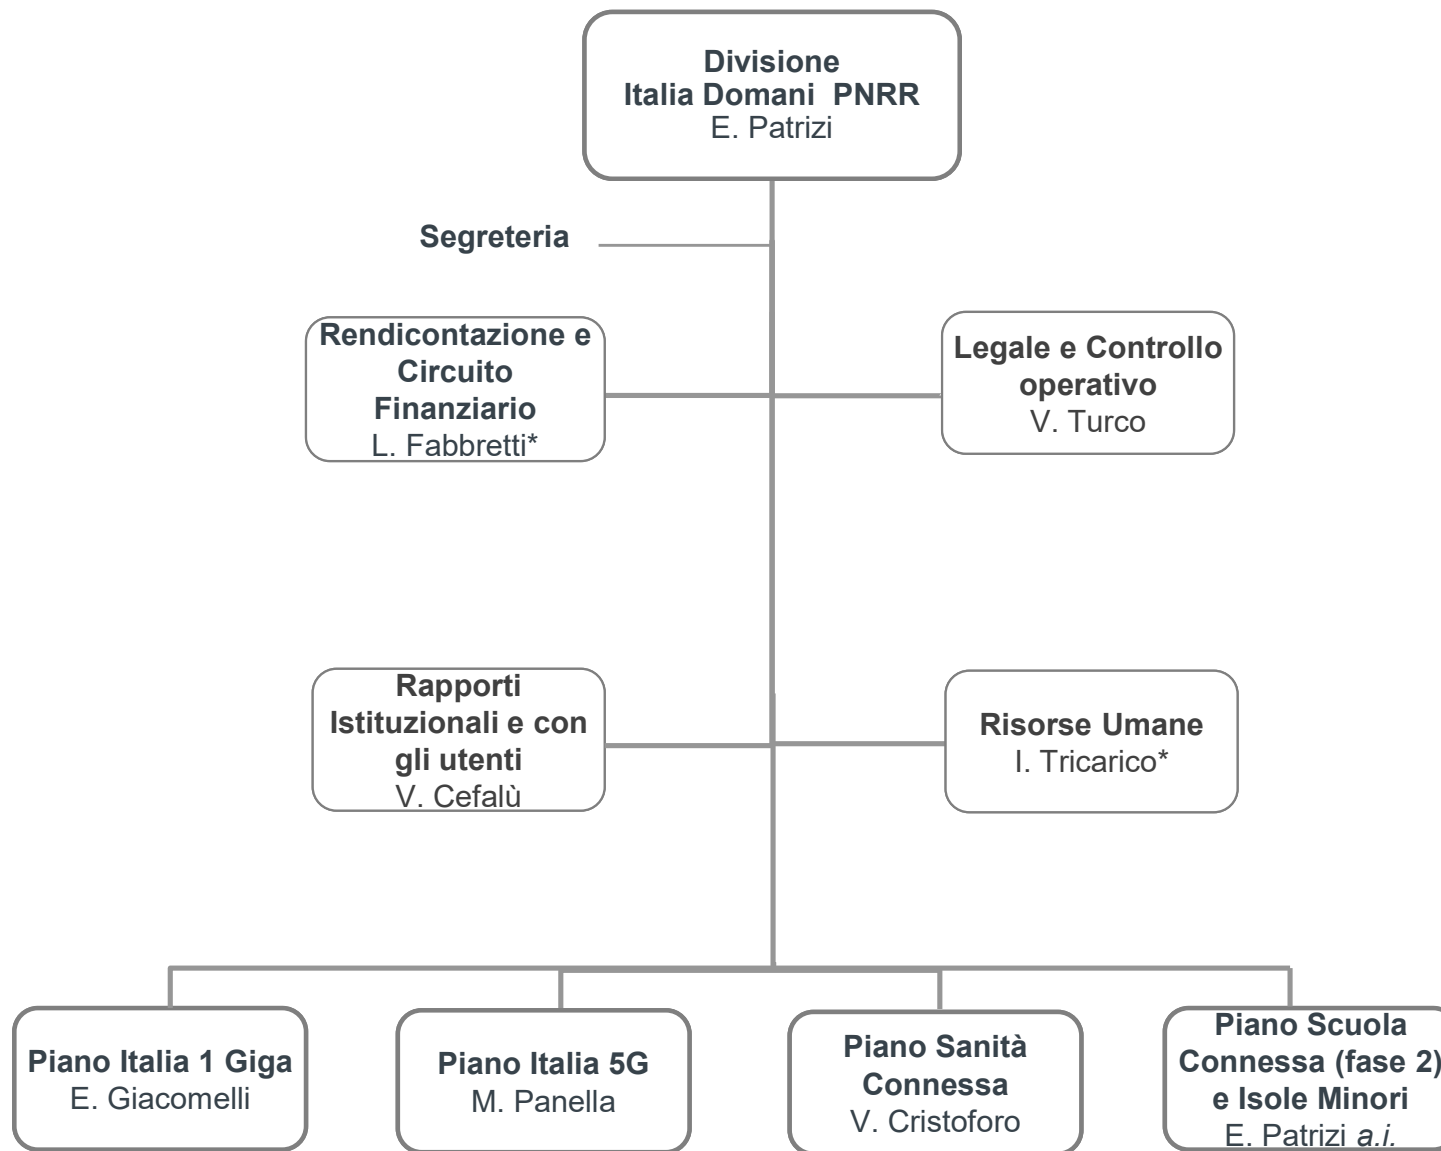 Divisione
Italia Domani PNRR
E. Patrizi
Segreteria
Rendicontazione e
Circuito
Finanziario
L. Fabbretti*
Legale e Controllo
operativo
V. Turco
Rapporti
Istituzionali e con
gli utenti
V. Cefalù
Risorse Umane
I. Tricarico*
Piano Italia 1 Giga
E. Giacomelli
Piano Italia 5G
M. Panella
Piano Sanità
Connessa
V. Cristoforo
Piano Scuola
Connessa (fase 2)
e Isole Minori
E. Patrizi a.i.